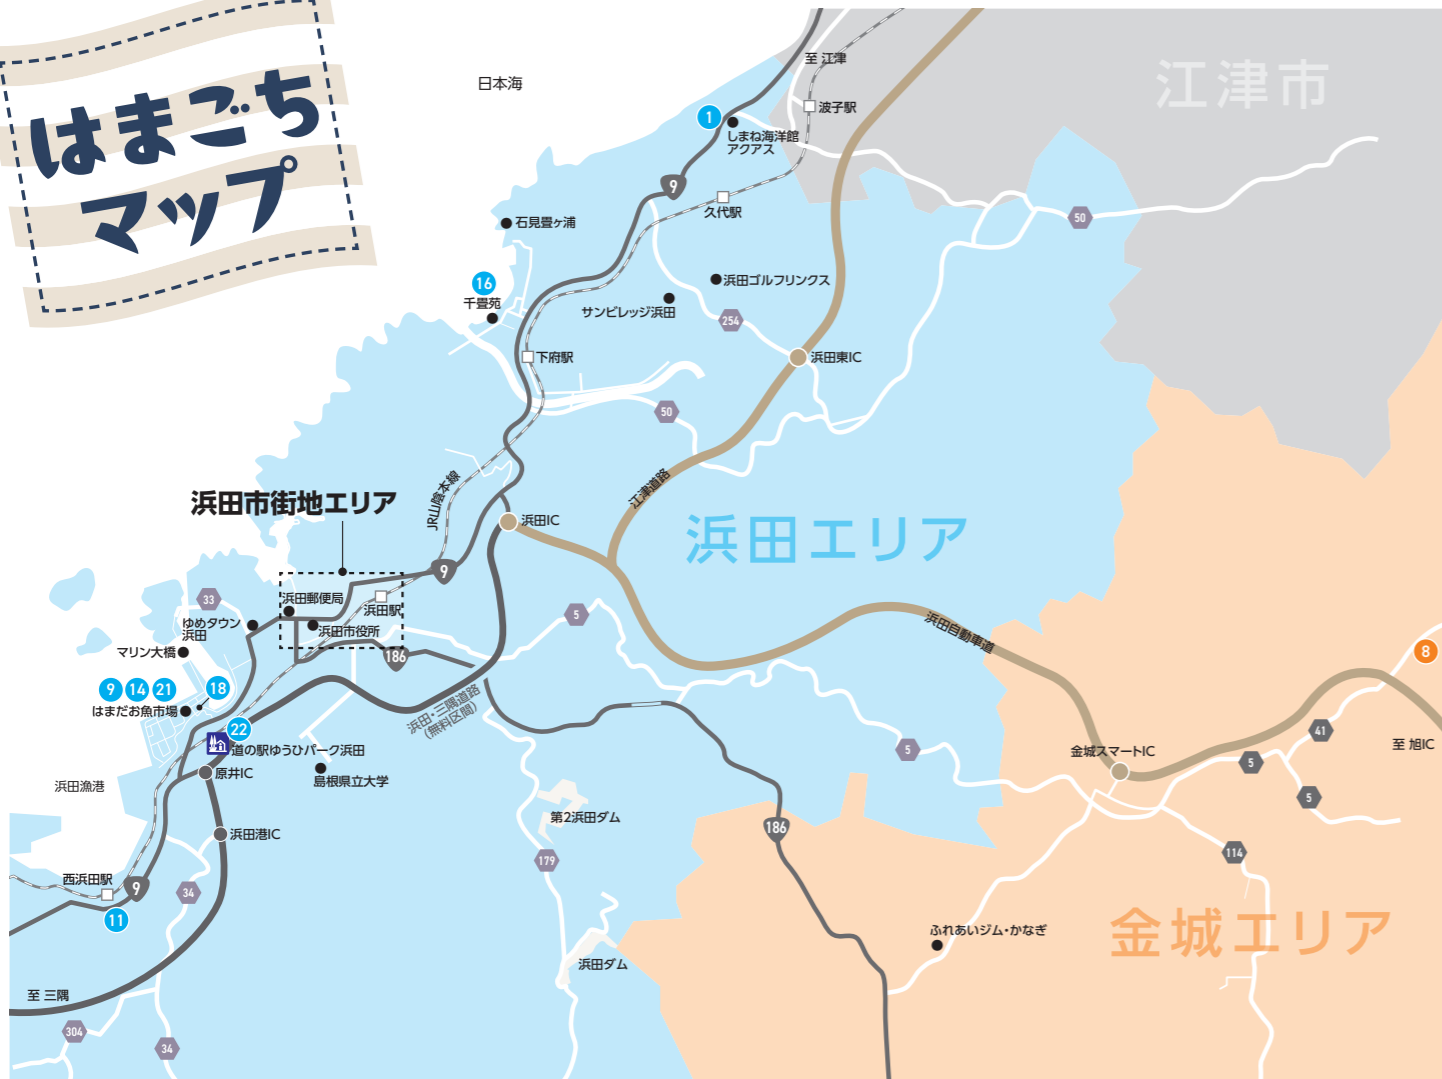 はまごち
マップ
日本海
至 江津
江津市
波子駅
1
しまね海洋館
アクアス
9
久代駅
50
石見畳ヶ浦
16
千畳苑
浜田ゴルフリンクス
サンビレッジ浜田
254
下府駅
浜田東IC
50
JR山陰本線
江津道路
浜田市街地エリア
浜田IC
浜田エリア
9
33
浜田郵便局
浜田駅
5
ゆめタウン
浜田
浜田市役所
浜田自動車道
マリン大橋
186
8
9
14
21
18
はまだお魚市場
浜田・三隅道路
(無料区間)
22
道の駅ゆうひパーク浜田
5
41
至 旭IC
金城スマートIC
5
原井IC
島根県立大学
浜田漁港
5
第2浜田ダム
浜田港IC
186
114
179
西浜田駅
9
34
11
金城エリア
ふれあいジム・かなぎ
浜田ダム
至 三隅
304
34